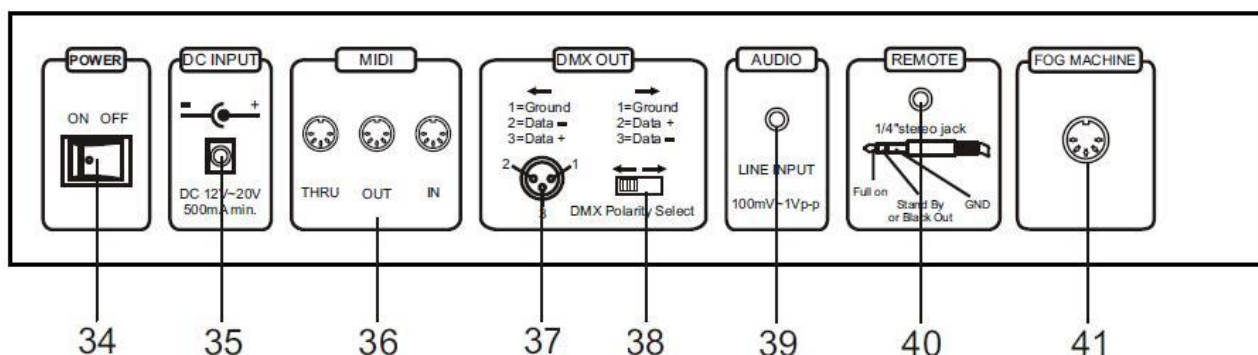 POWER
ON OFF
DC INPUT
- +
DC 12V~20V
500mA min.
MIDI
THRU OUT IN
DMX OUT
← →
1=Ground
2=Data -
3=Data +
1=Ground
2=Data +
3=Data -
2 1
3
DMX Polarity Select
AUDIO
LINE INPUT
100mV~1Vp-p
REMOTE
1/4"stereo jack
Full on
Stand By
or Black Out
GND
FOG MACHINE
34 35 36 37 38 39 40 41